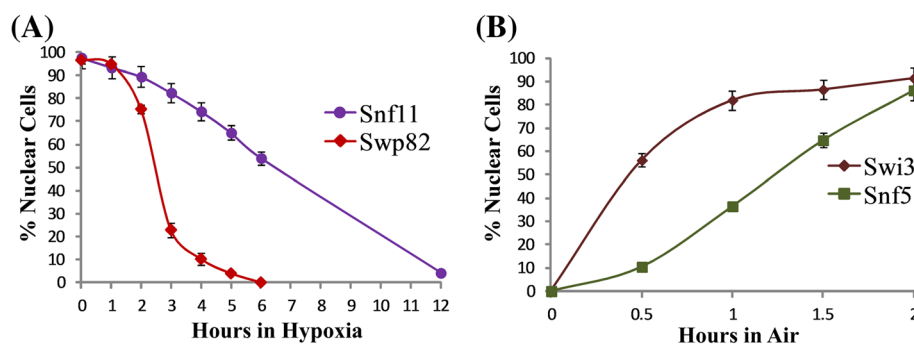 (A)
% Nuclear Cells
100
90
80
70
60
50
40
30
20
10
0
Snf11
Swp82
0 1 2 3 4 5 6 7 8 9 10 11 12
Hours in Hypoxia
(B)
% Nuclear Cells
100
90
80
70
60
50
40
30
20
10
0
Swi3
Snf5
0 0.5 1 1.5 2
Hours in Air